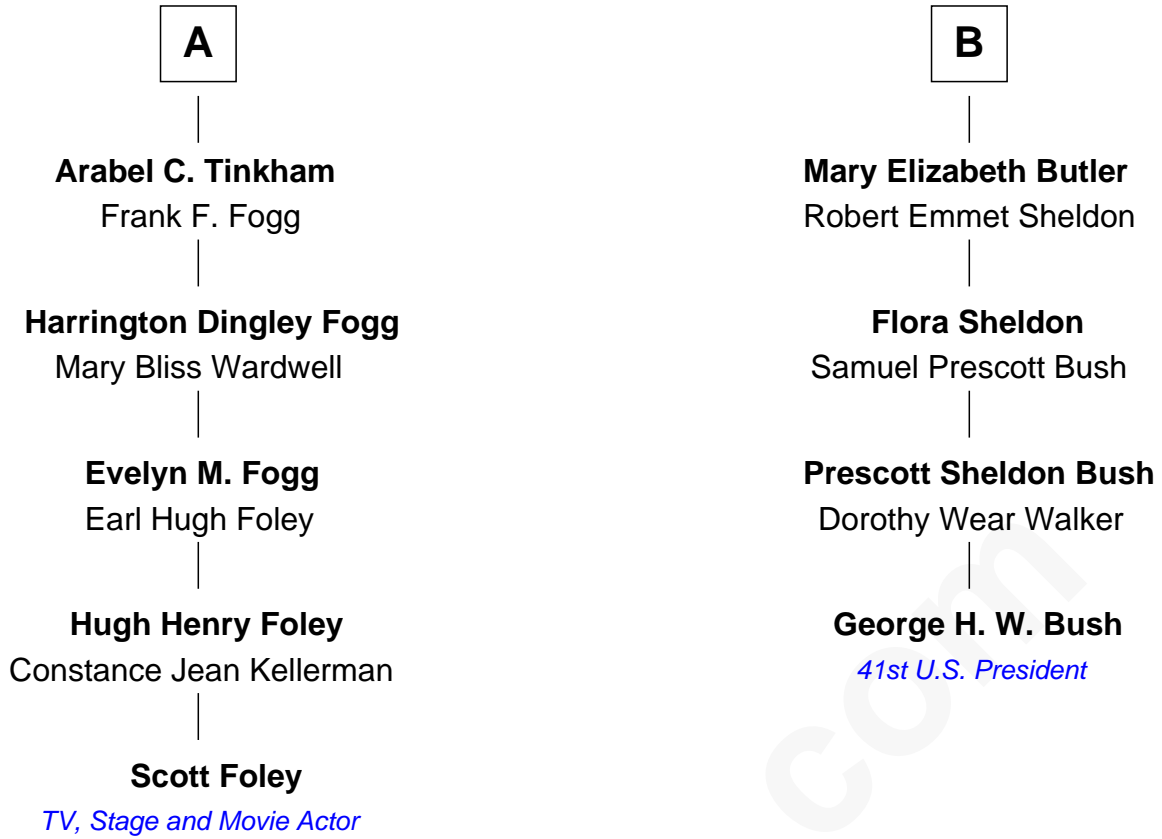 A
Arabel C. Tinkham
Frank F. Fogg
Harrington Dingley Fogg
Mary Bliss Wardwell
Evelyn M. Fogg
Earl Hugh Foley
Hugh Henry Foley
Constance Jean Kellerman
Scott Foley
TV, Stage and Movie Actor
B
Mary Elizabeth Butler
Robert Emmet Sheldon
Flora Sheldon
Samuel Prescott Bush
Prescott Sheldon Bush
Dorothy Wear Walker
George H. W. Bush
41st U.S. President
com